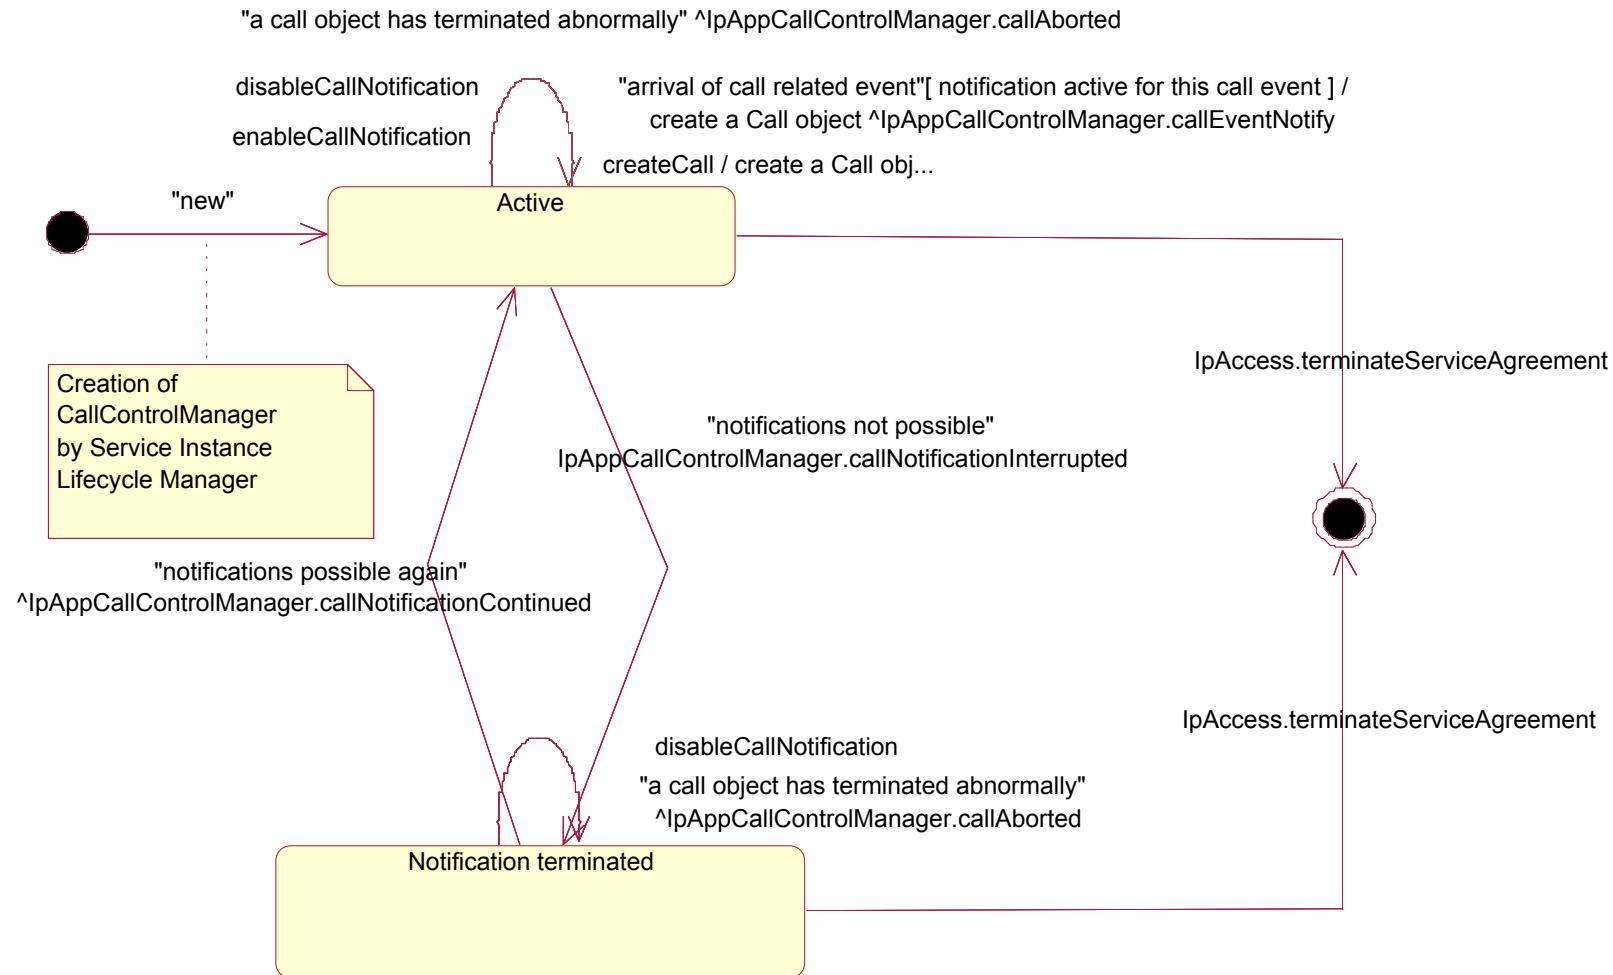 "a call object has terminated abnormally" ^IpAppCallControlManager.callAborted
disableCallNotification
"arrival of call related event"[ notification active for this call event ] /
create a Call object ^IpAppCallControlManager.callEventNotify
enableCallNotification
createCall / create a Call obj...
"new"
Active
IpAccess.terminateServiceAgreement
Creation of
CallControlManager
by Service Instance
Lifecycle Manager
"notifications not possible"
IpAppCallControlManager.callNotificationInterrupted
"notifications possible again"
^IpAppCallControlManager.callNotificationContinued
IpAccess.terminateServiceAgreement
disableCallNotification
"a call object has terminated abnormally"
^IpAppCallControlManager.callAborted
Notification terminated